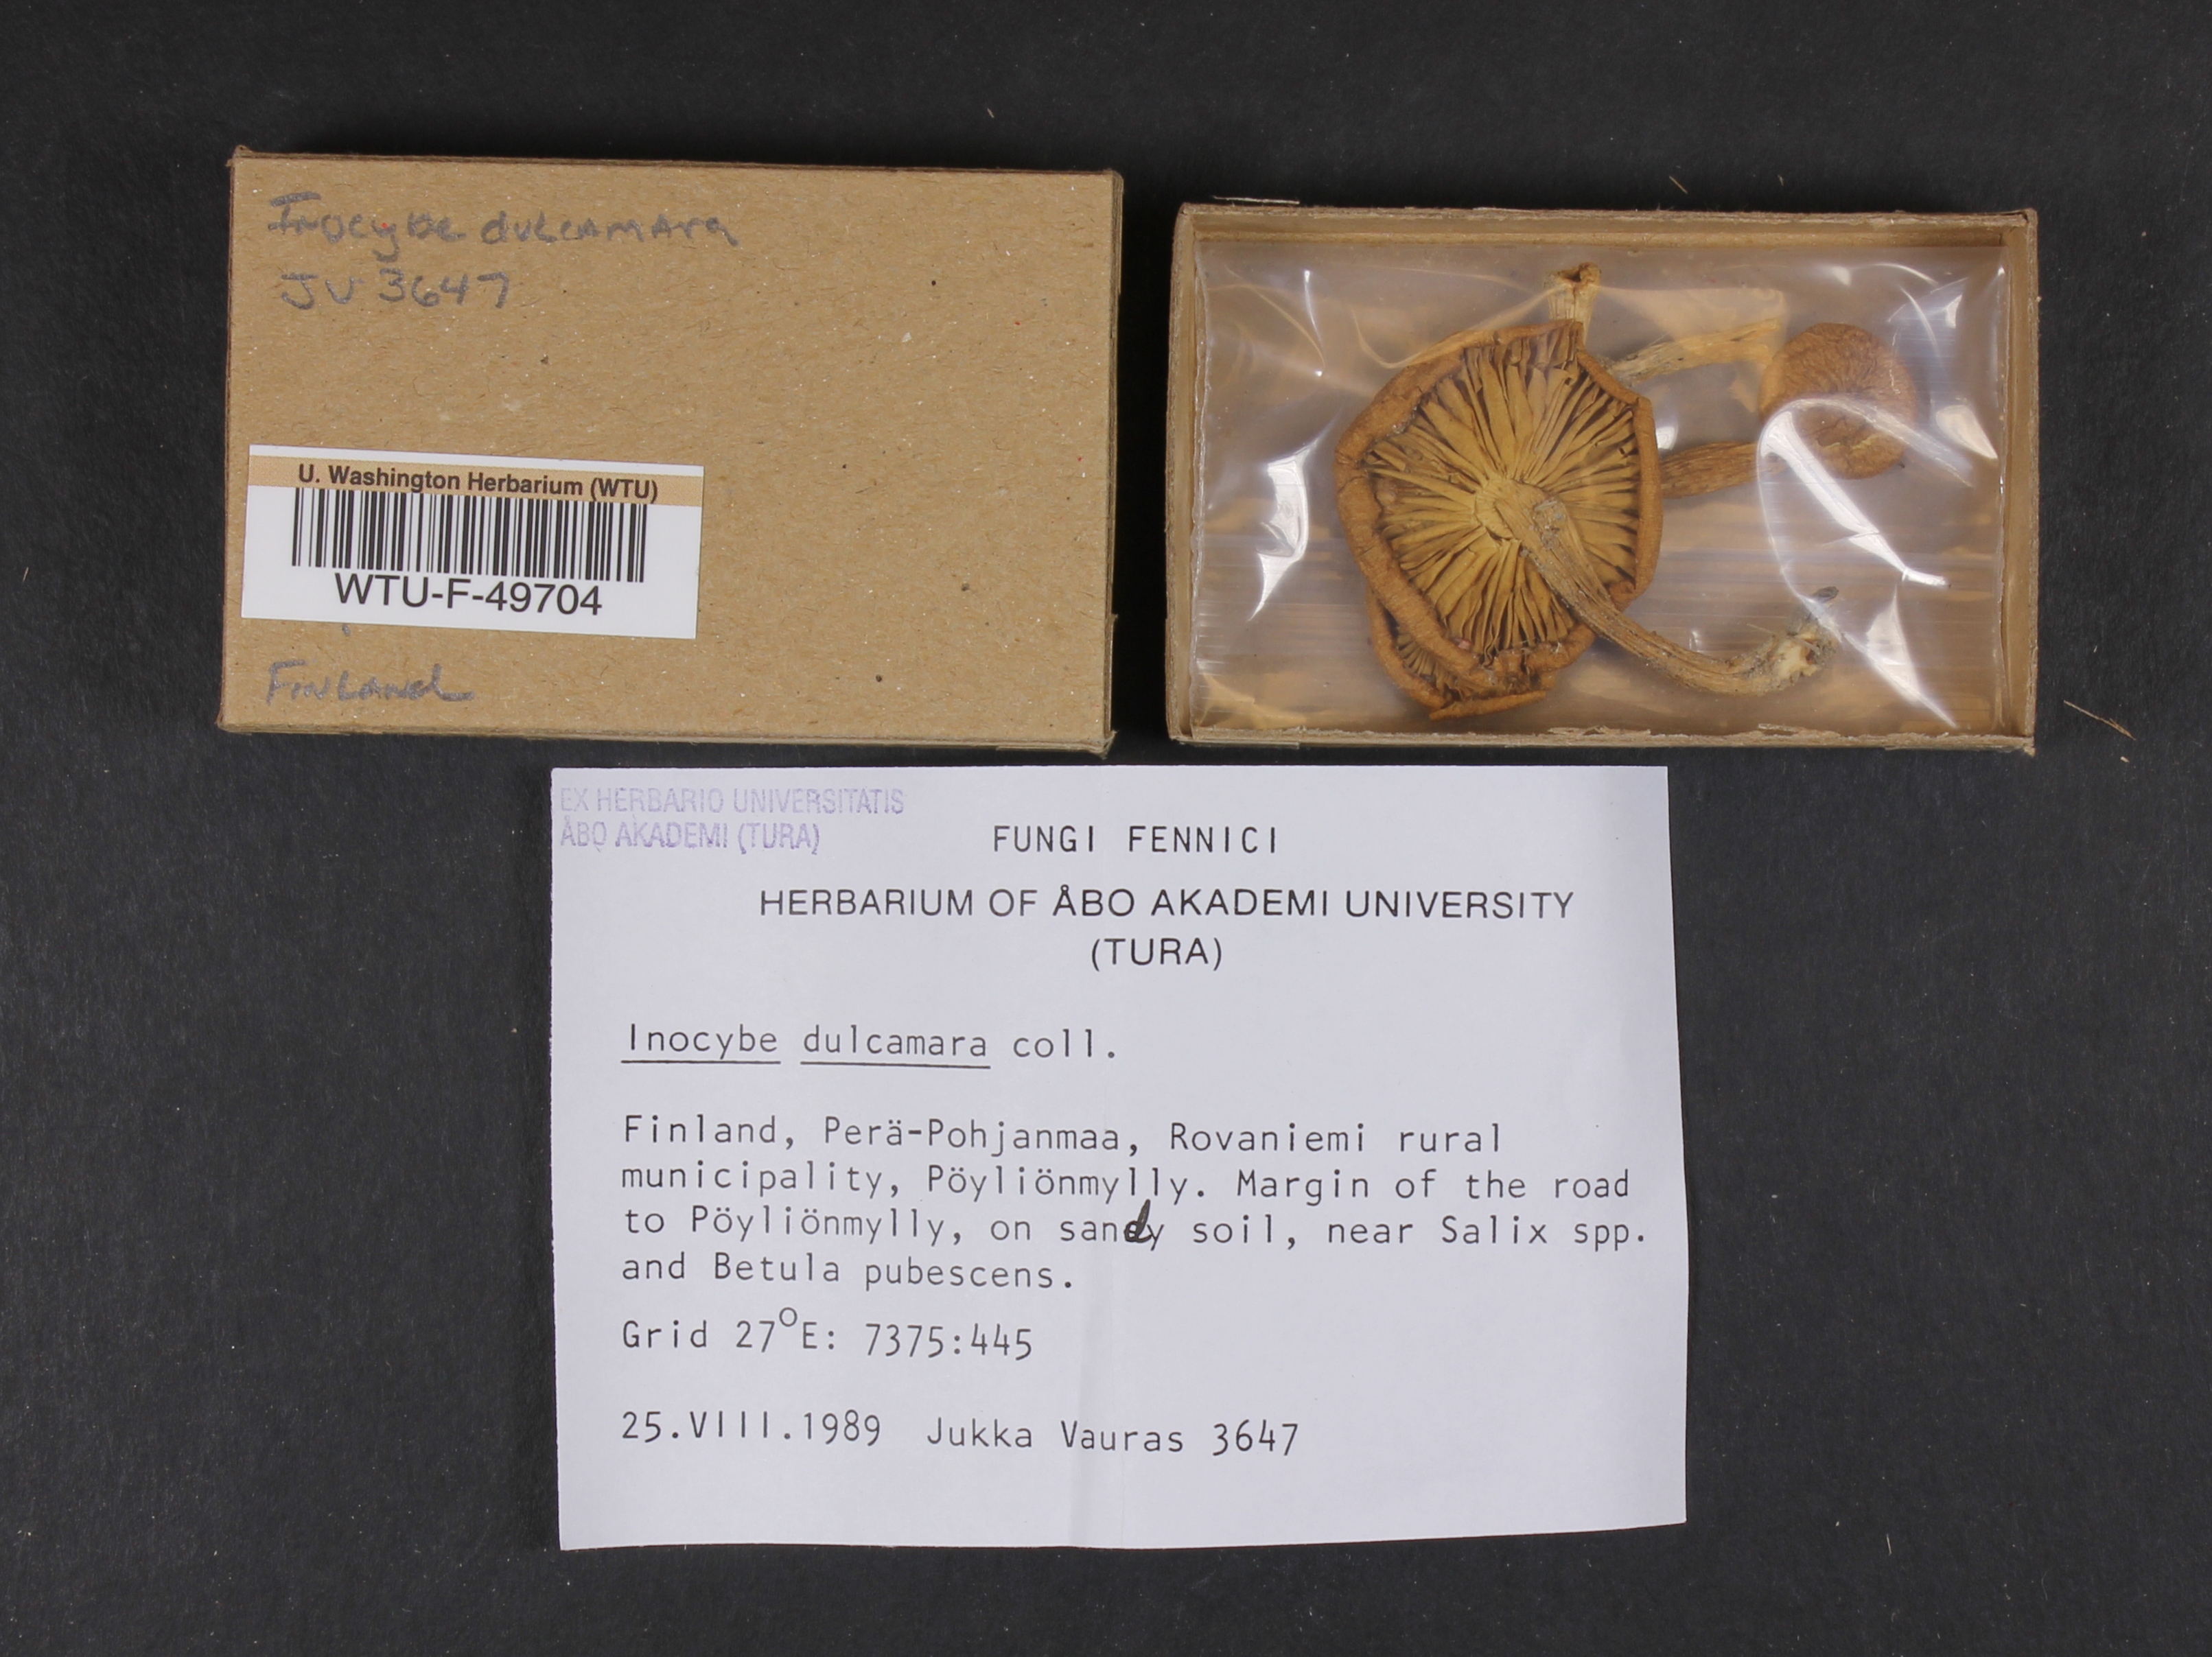 Inocybe dulcamara
JV 3647
U. Washington Herbarium (WTU)
WTU-F-49704
Finland
EX HERBARIO UNIVERSITATIS
ÅBO AKADEMI (TURA)
FUNGI FENNICI
HERBARIUM OF ÅBO AKADEMI UNIVERSITY
(TURA)
Inocybe dulcamara coll.
Finland, Perä-Pohjanmaa, Rovaniemi rural
municipality, Pöyliönmylly. Margin of the road
to Pöyliönmylly, on sandy soil, near Salix spp.
and Betula pubescens.
Grid 27°E: 7375:445
25.VIII.1989 Jukka Vauras 3647